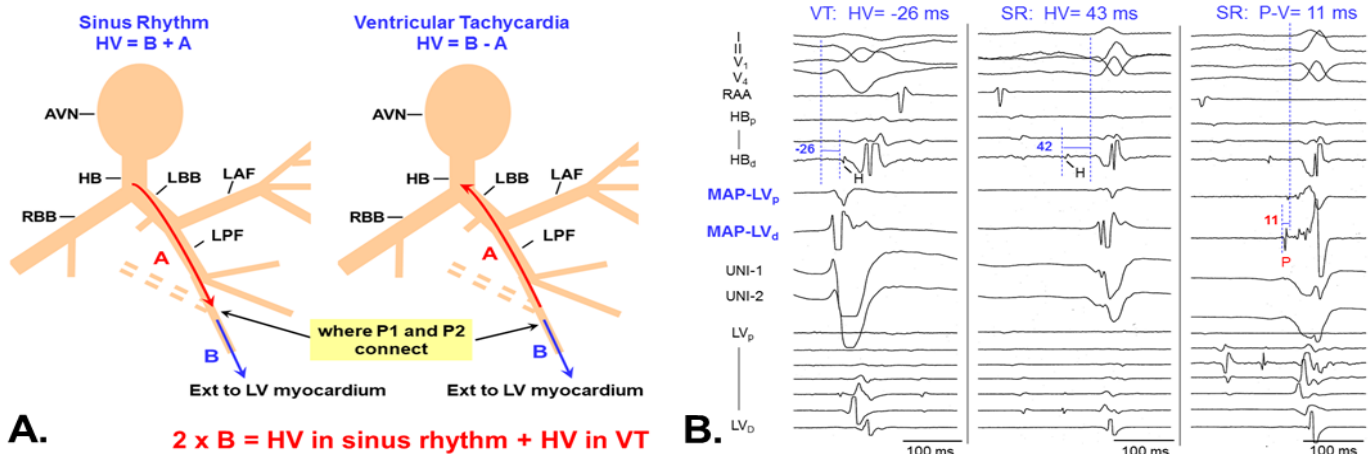 Sinus Rhythm
HV = B + A
Ventricular Tachycardia
HV = B - A
AVN
AVN
HB
LBB
LAF
RBB
LPF
A
HB
LBB
LAF
RBB
LPF
A
where P1 and P2
connect
B
B
Ext to LV myocardium
Ext to LV myocardium
A.
2 x B = HV in sinus rhythm + HV in VT
VT: HV= -26 ms
SR: HV= 43 ms
SR: P-V= 11 ms
I
II
V1
V4
RAA
HBp
-26
42
HBd
H
H
MAP-LVp
11
MAP-LVd
P
UNI-1
UNI-2
LVp
LVD
B.
100 ms
100 ms
100 ms